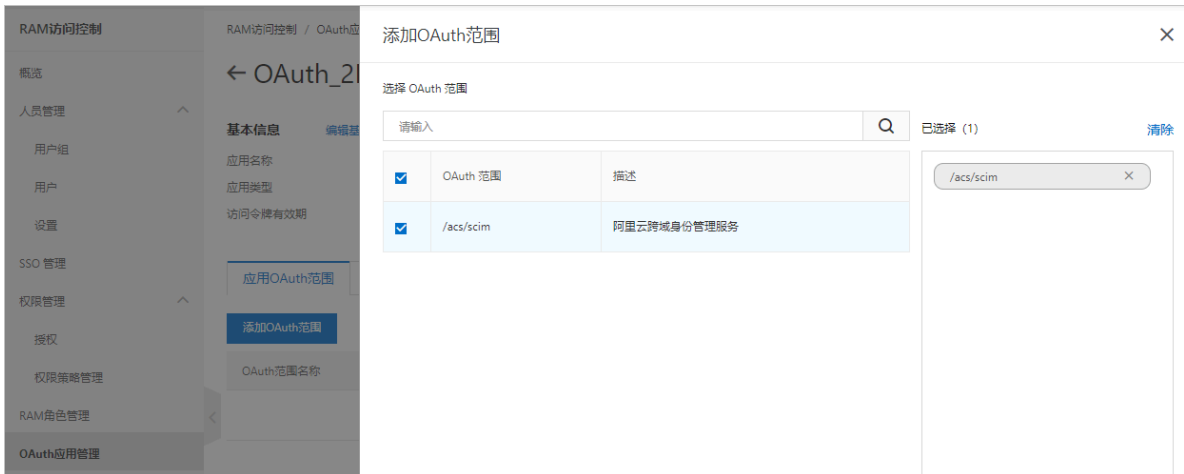 RAM访问控制
概览
人员管理
用户组
用户
设置
SSO 管理
权限管理
授权
权限策略管理
RAM角色管理
OAuth应用管理
RAM访问控制 / OAuth应
← OAuth_2
基本信息 编辑基
应用名称
应用类型
访问令牌有效期
应用OAuth范围
添加OAuth范围
OAuth范围名称
添加OAuth范围
选择 OAuth 范围
请输入
OAuth 范围 描述
/acs/scim 阿里云跨域身份管理服务
已选择 (1) 清除
/acs/scim